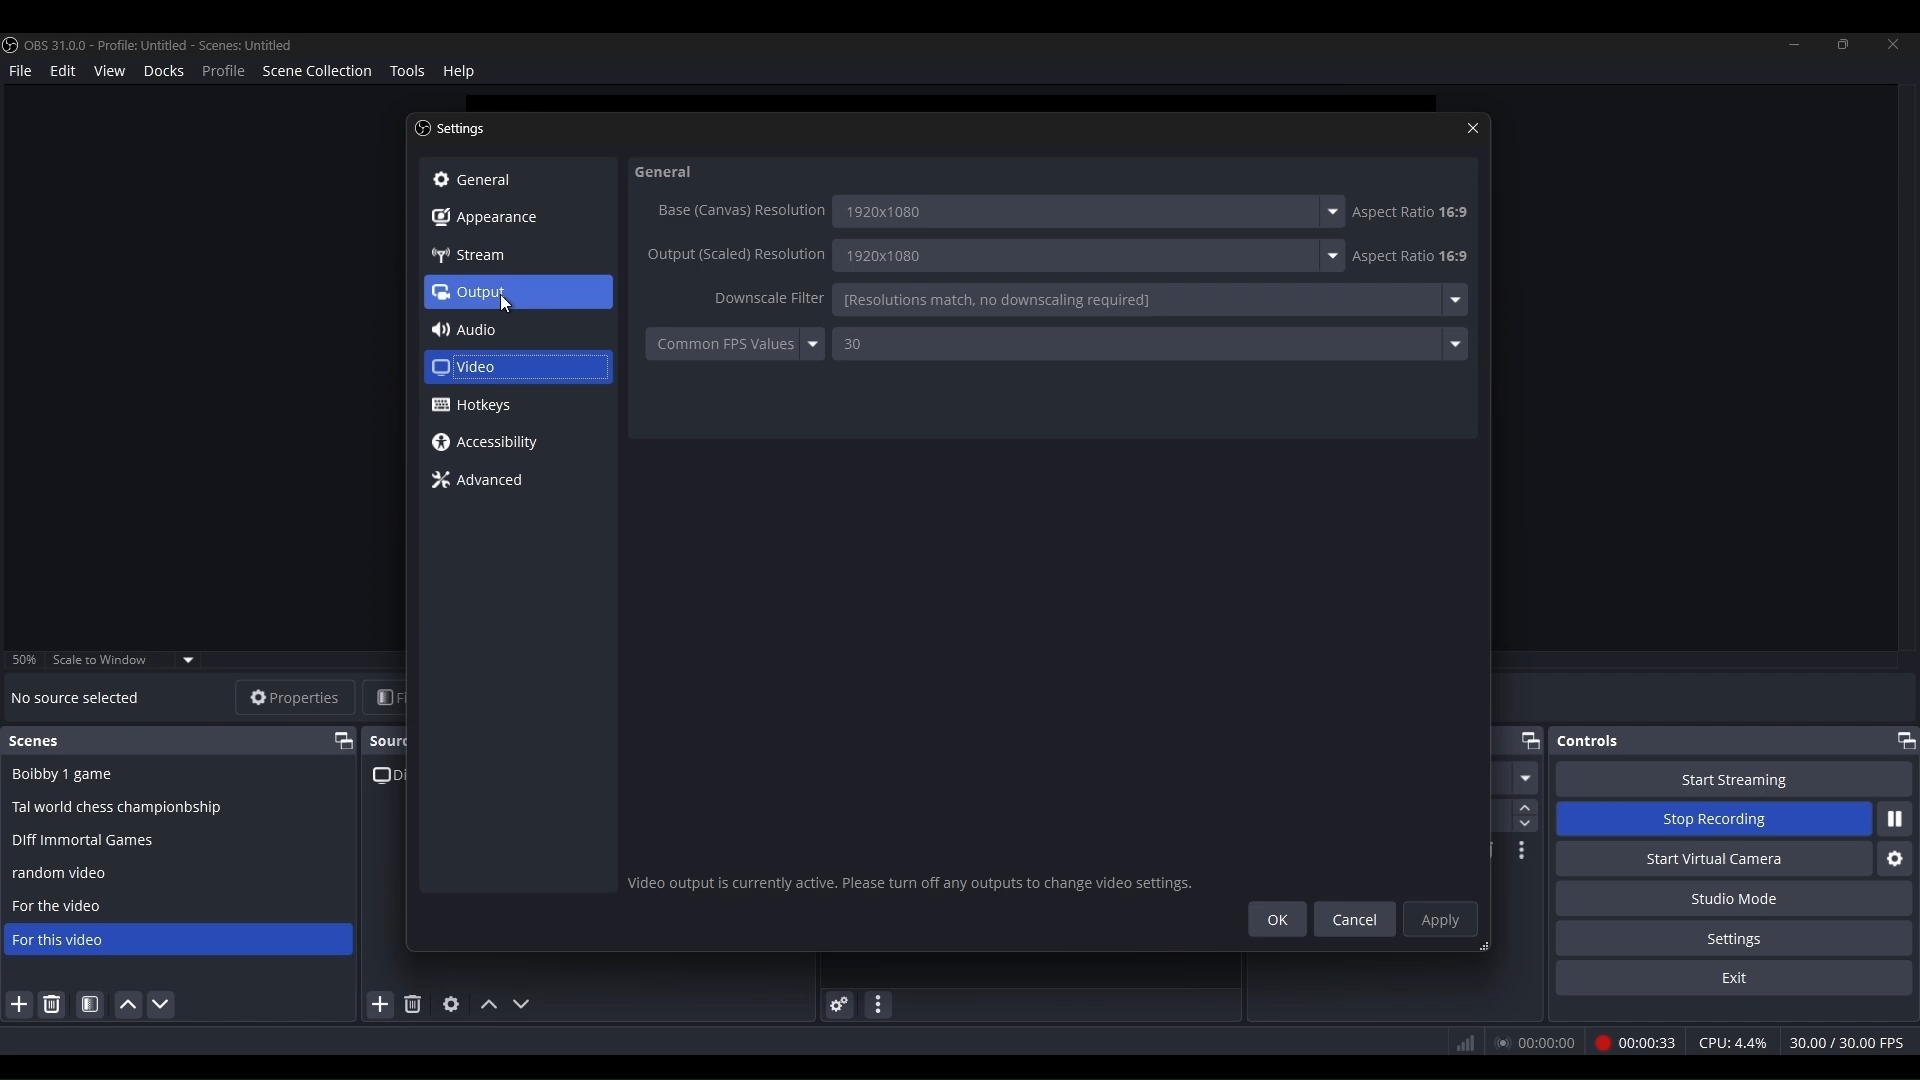 OBS 31.0.0 - Profile: Untitled - Scenes: Untitled
File Edit View Docks Profile Scene Collection Tools Help
Settings
General
Appearance
Stream
Output
Audio
Video
Hotkeys
Accessibility
Advanced
General
Base (Canvas) Resolution 1920x1080 Aspect Ratio 16:9
Output (Scaled) Resolution 1920x1080 Aspect Ratio 16:9
Downscale Filter [Resolutions match, no downscaling required]
Common FPS Values 30
Video output is currently active. Please turn off any outputs to change video settings.
OK Cancel Apply
50% Scale to Window
No source selected Properties
Scenes
Boibby 1 game
Tal world chess championbship
DIff Immortal Games
random video
For the video
For this video
Controls
Start Streaming
Stop Recording
Start Virtual Camera
Studio Mode
Settings
Exit
00:00:00 00:00:33 CPU: 4.4% 30.00 / 30.00 FPS